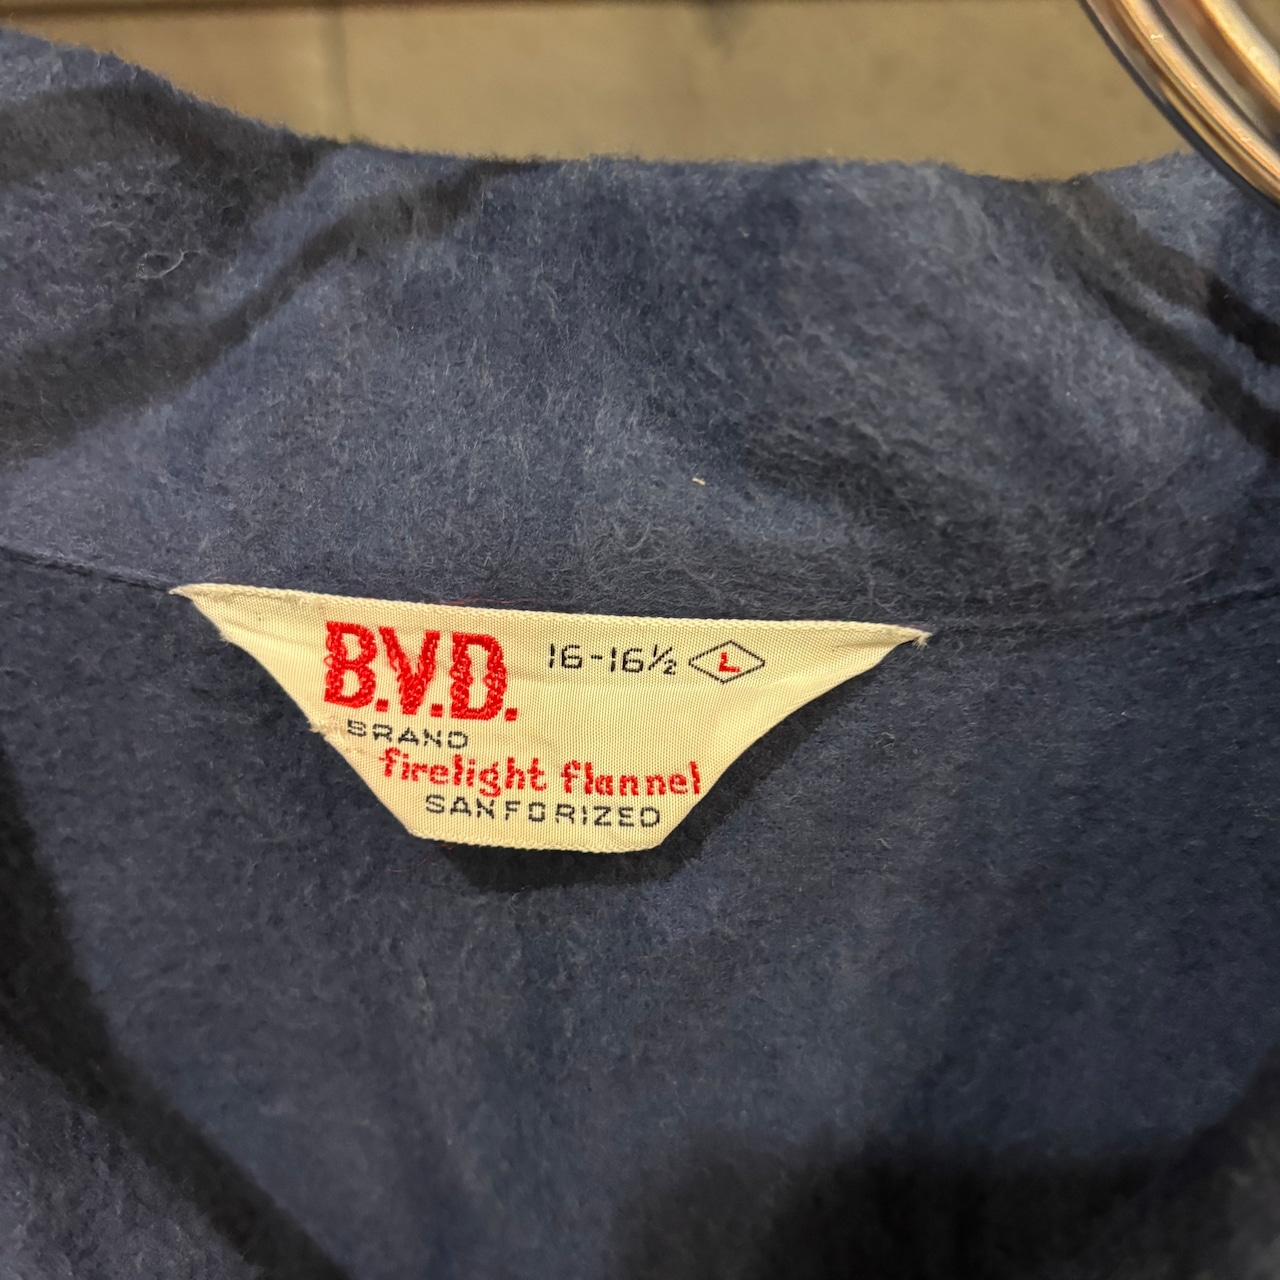 B.V.D. 16-16½ L
BRAND
firelight flannel
SANFORIZED